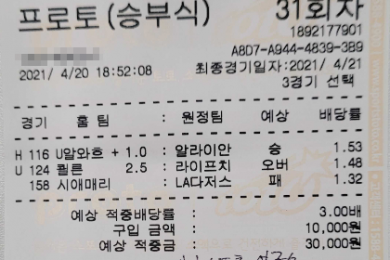 프로토(승부식) 31회차
1892177901
A8D7-A944-4839-3B9
2021/ 4/20 18:52:08 최종경기일자:2021/ 4/21
3경기 선택
경기 홈 팀 : 원정팀 예상 배당률
H 116 U알와흐 + 1.0 : 알라이안 승 1.53
U 124 쾰른 2.5 : 라이프치 오버 1.48
158 시애매리 : LA다저스 패 1.32
예상 적중배당률 : 3.00배
구입 금액 : 10,000원
예상 적중금 : 30,000원